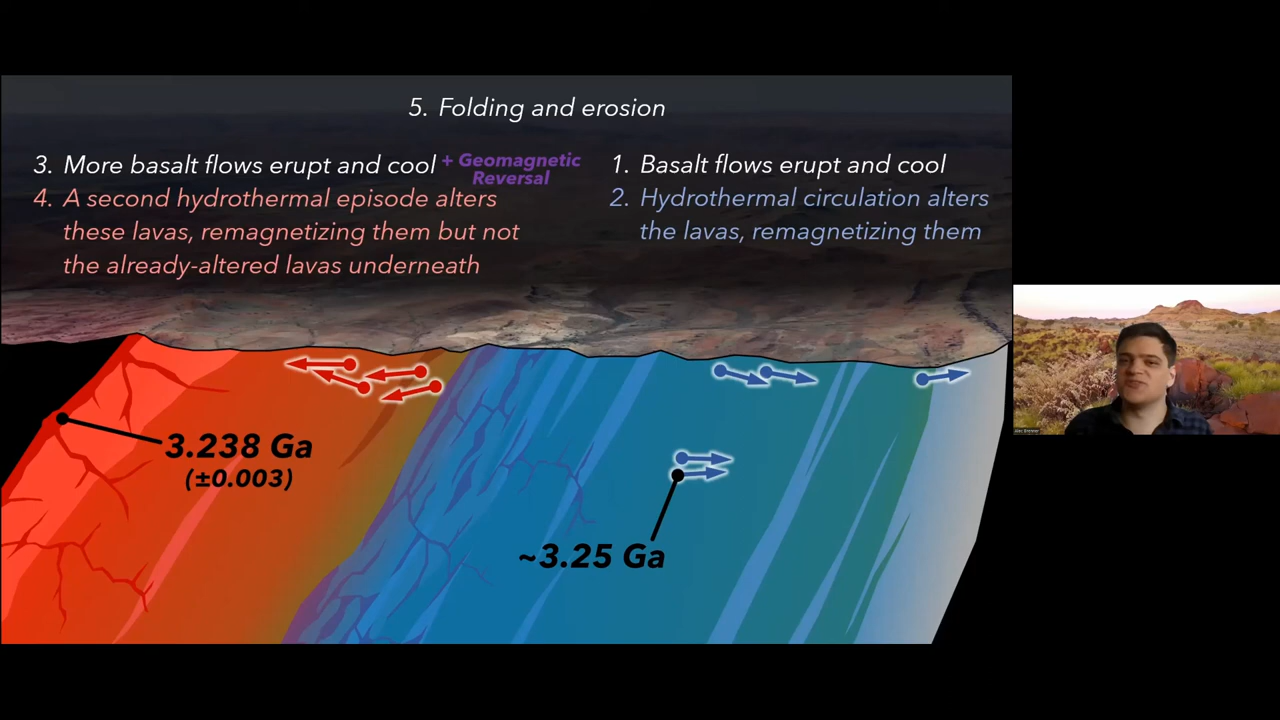 5. Folding and erosion
3. More basalt flows erupt and cool + Geomagnetic
Reversal
4. A second hydrothermal episode alters
these lavas, remagnetizing them but not
the already-altered lavas underneath
1. Basalt flows erupt and cool
2. Hydrothermal circulation alters
the lavas, remagnetizing them
3.238 Ga
(±0.003)
~3.25 Ga
Alec Brenner